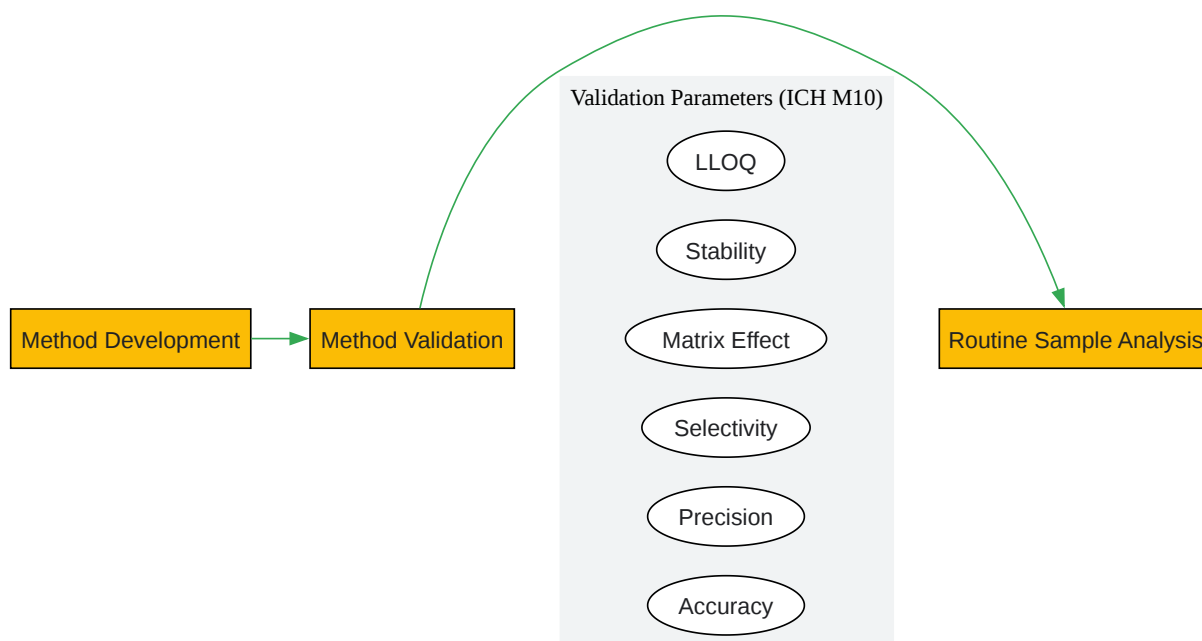 Validation Parameters (ICH M10)
LLOQ
Stability
Matrix Effect
Selectivity
Precision
Accuracy
Method Development
Method Validation
Routine Sample Analysis